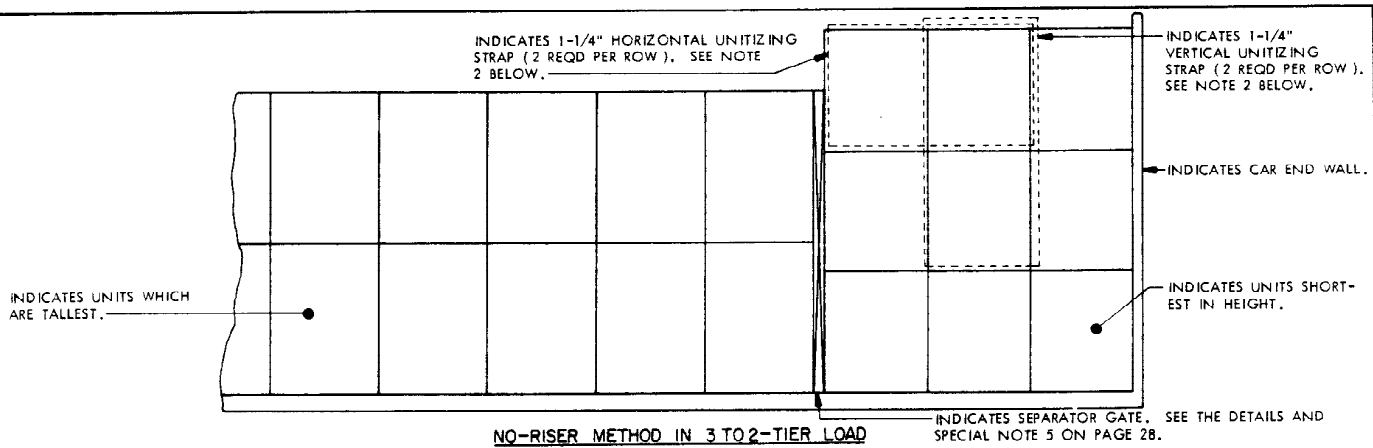 INDICATES 1-1/4" HORIZONTAL UNITIZING
STRAP (2 REQD PER ROW). SEE NOTE
2 BELOW.
INDICATES 1-1/4"
VERTICAL UNITIZING
STRAP (2 REQD PER ROW).
SEE NOTE 2 BELOW.
INDICATES CAR END WALL.
INDICATES UNITS WHICH
ARE TALLEST.
INDICATES UNITS SHORT-
EST IN HEIGHT.
INDICATES SEPARATOR GATE. SEE THE DETAILS AND
SPECIAL NOTE 5 ON PAGE 28.
NO-RISER METHOD IN 3 TO 2-TIER LOAD